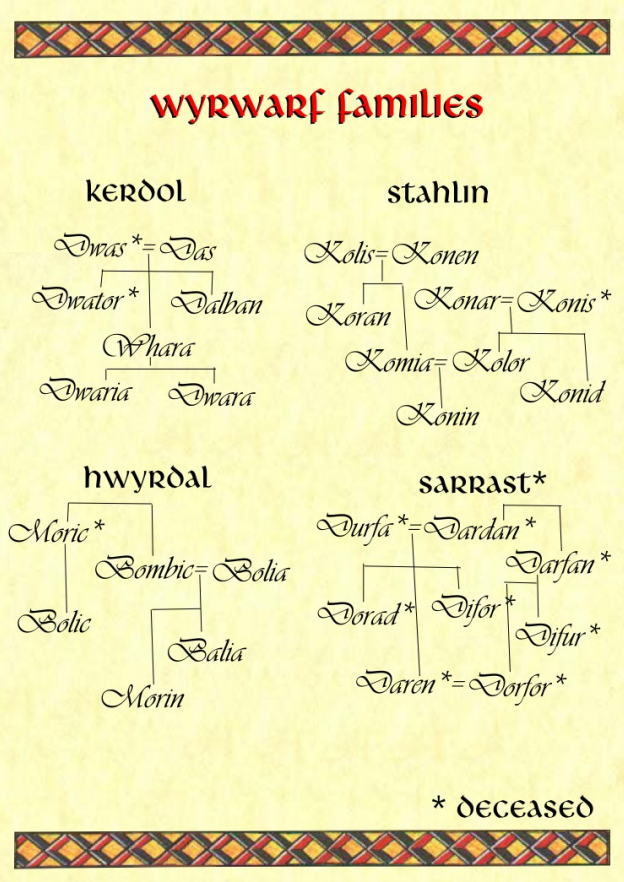 WYRWARF FAMILIES
KERDOL
Dwas *= Das
Dwator * Dalban
Whara
Dwaria Dwara
STAHLIN
Kolis= Konen
Koran Konar= Konis *
Komia= Kolor
Konid
Konin
HWYRDAL
Moric *
Bombic= Bolia
Bolic
Balia
Morin
SARRAST*
Durfa *= Dardan *
Darfan *
Dorad * Difor *
Difur *
Daren *= Dorfor *
* DECEASED